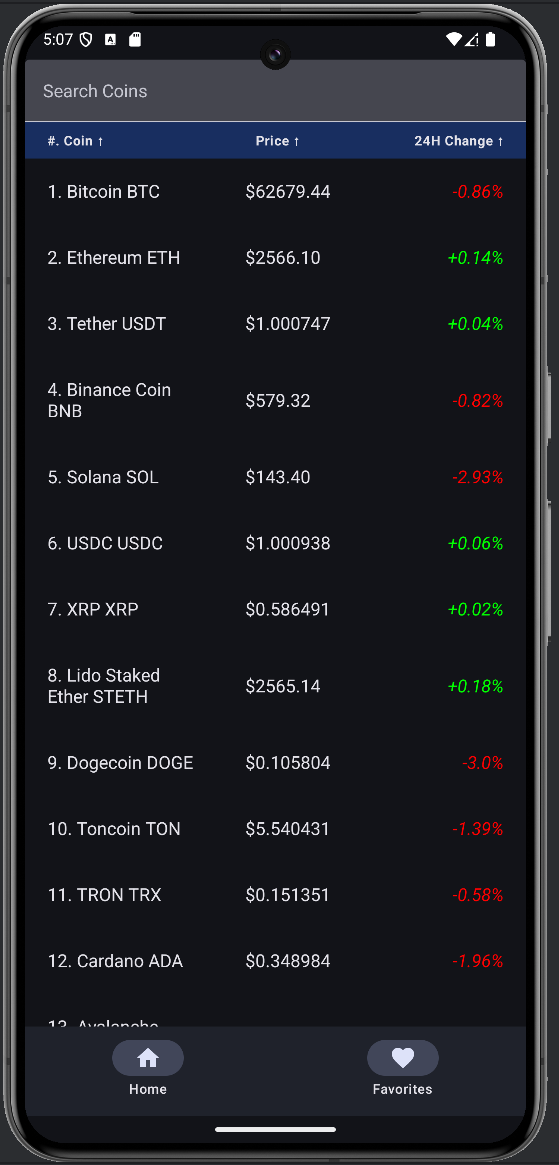 5:07
Search Coins
#. Coin ↑ Price ↑ 24H Change ↑
1. Bitcoin BTC $62679.44 -0.86%
2. Ethereum ETH $2566.10 +0.14%
3. Tether USDT $1.000747 +0.04%
4. Binance Coin
BNB $579.32 -0.82%
5. Solana SOL $143.40 -2.93%
6. USDC USDC $1.000938 +0.06%
7. XRP XRP $0.586491 +0.02%
8. Lido Staked
Ether STETH $2565.14 +0.18%
9. Dogecoin DOGE $0.105804 -3.0%
10. Toncoin TON $5.540431 -1.39%
11. TRON TRX $0.151351 -0.58%
12. Cardano ADA $0.348984 -1.96%
13. Avalanche
Home Favorites